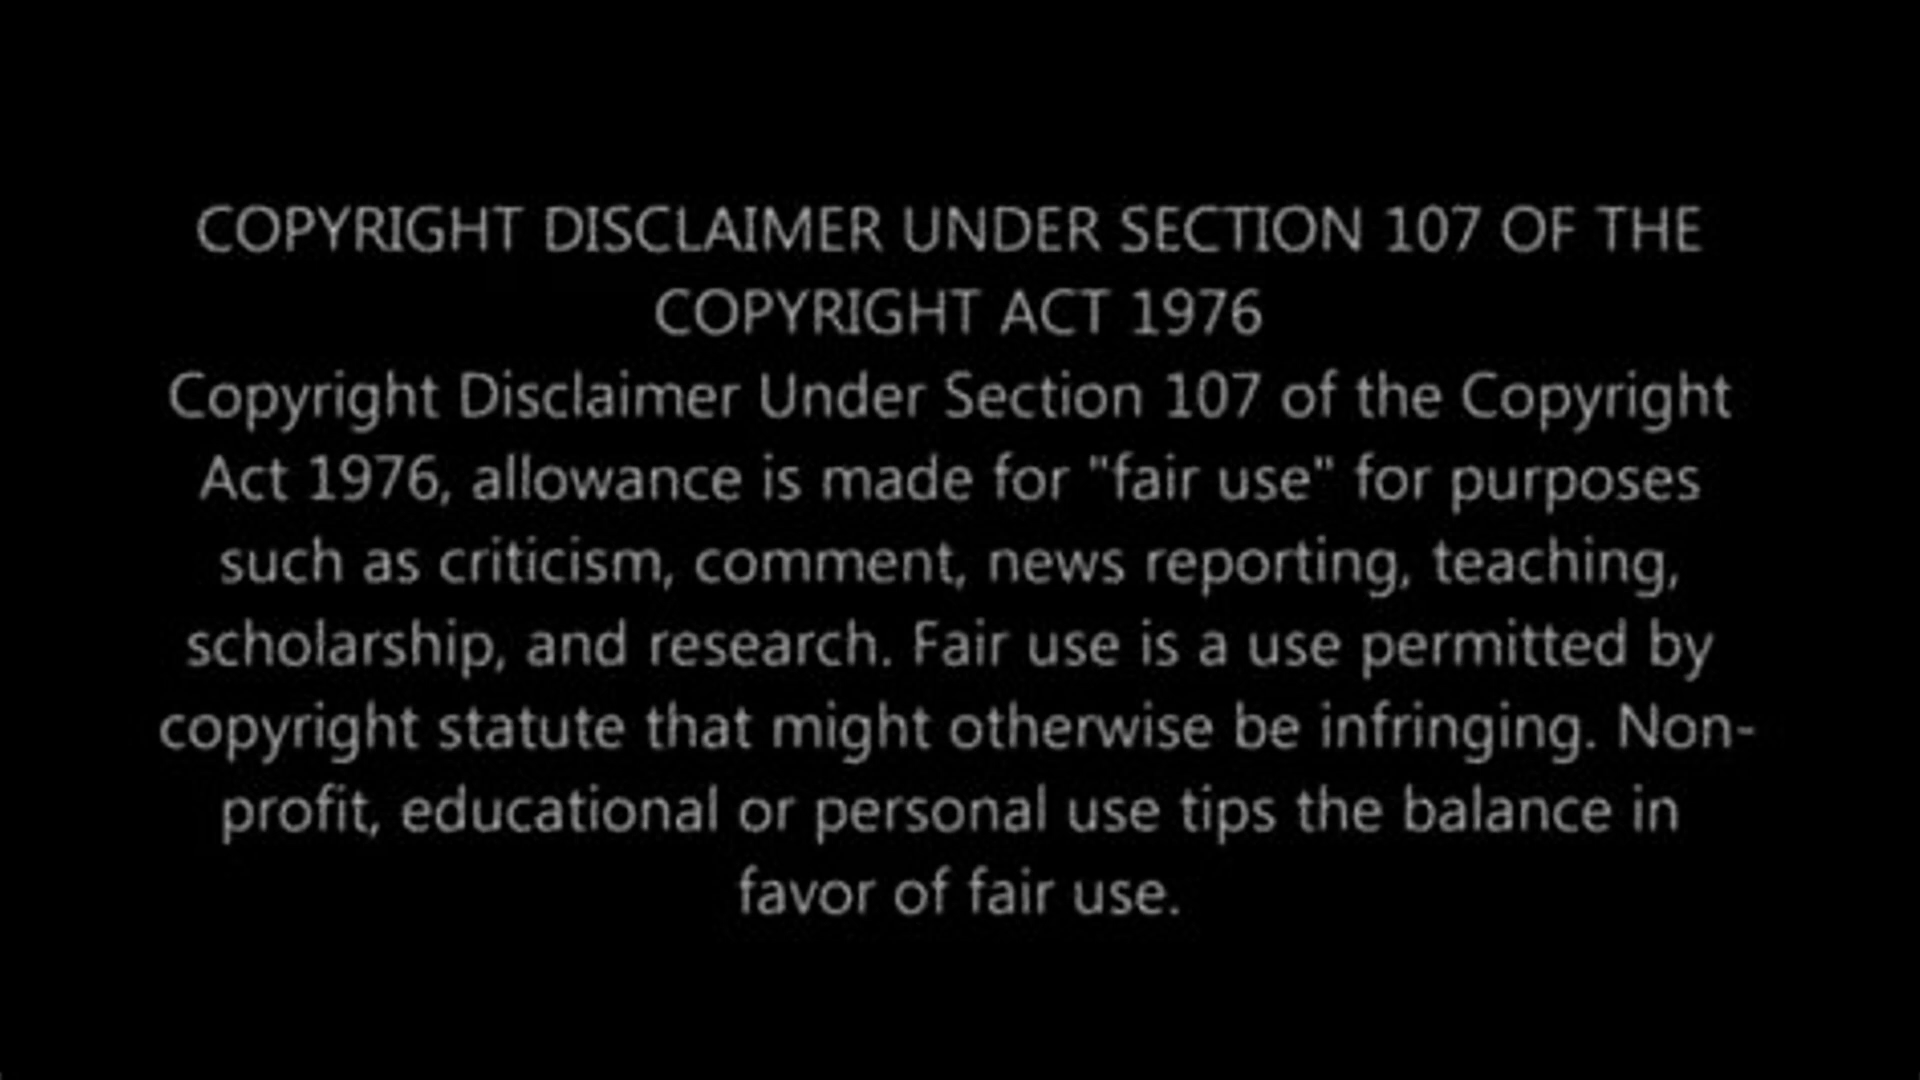 COPYRIGHT DISCLAIMER UNDER SECTION 107 OF THE
COPYRIGHT ACT 1976
Copyright Disclaimer Under Section 107 of the Copyright
Act 1976, allowance is made for "fair use" for purposes
such as criticism, comment, news reporting, teaching,
scholarship, and research. Fair use is a use permitted by
copyright statute that might otherwise be infringing. Non-
profit, educational or personal use tips the balance in
favor of fair use.